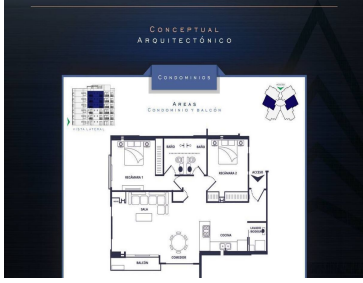 CONCEPTUAL
ARQUITECTÓNICO
CONDOMINIOS
ÁREAS
CONDOMINIO Y BALCÓN
VISTA LATERAL
BAÑO
BAÑO
RECÁMARA 1
RECÁMARA 2
ACCESO
SALA
COCINA
COMEDOR
BALCÓN